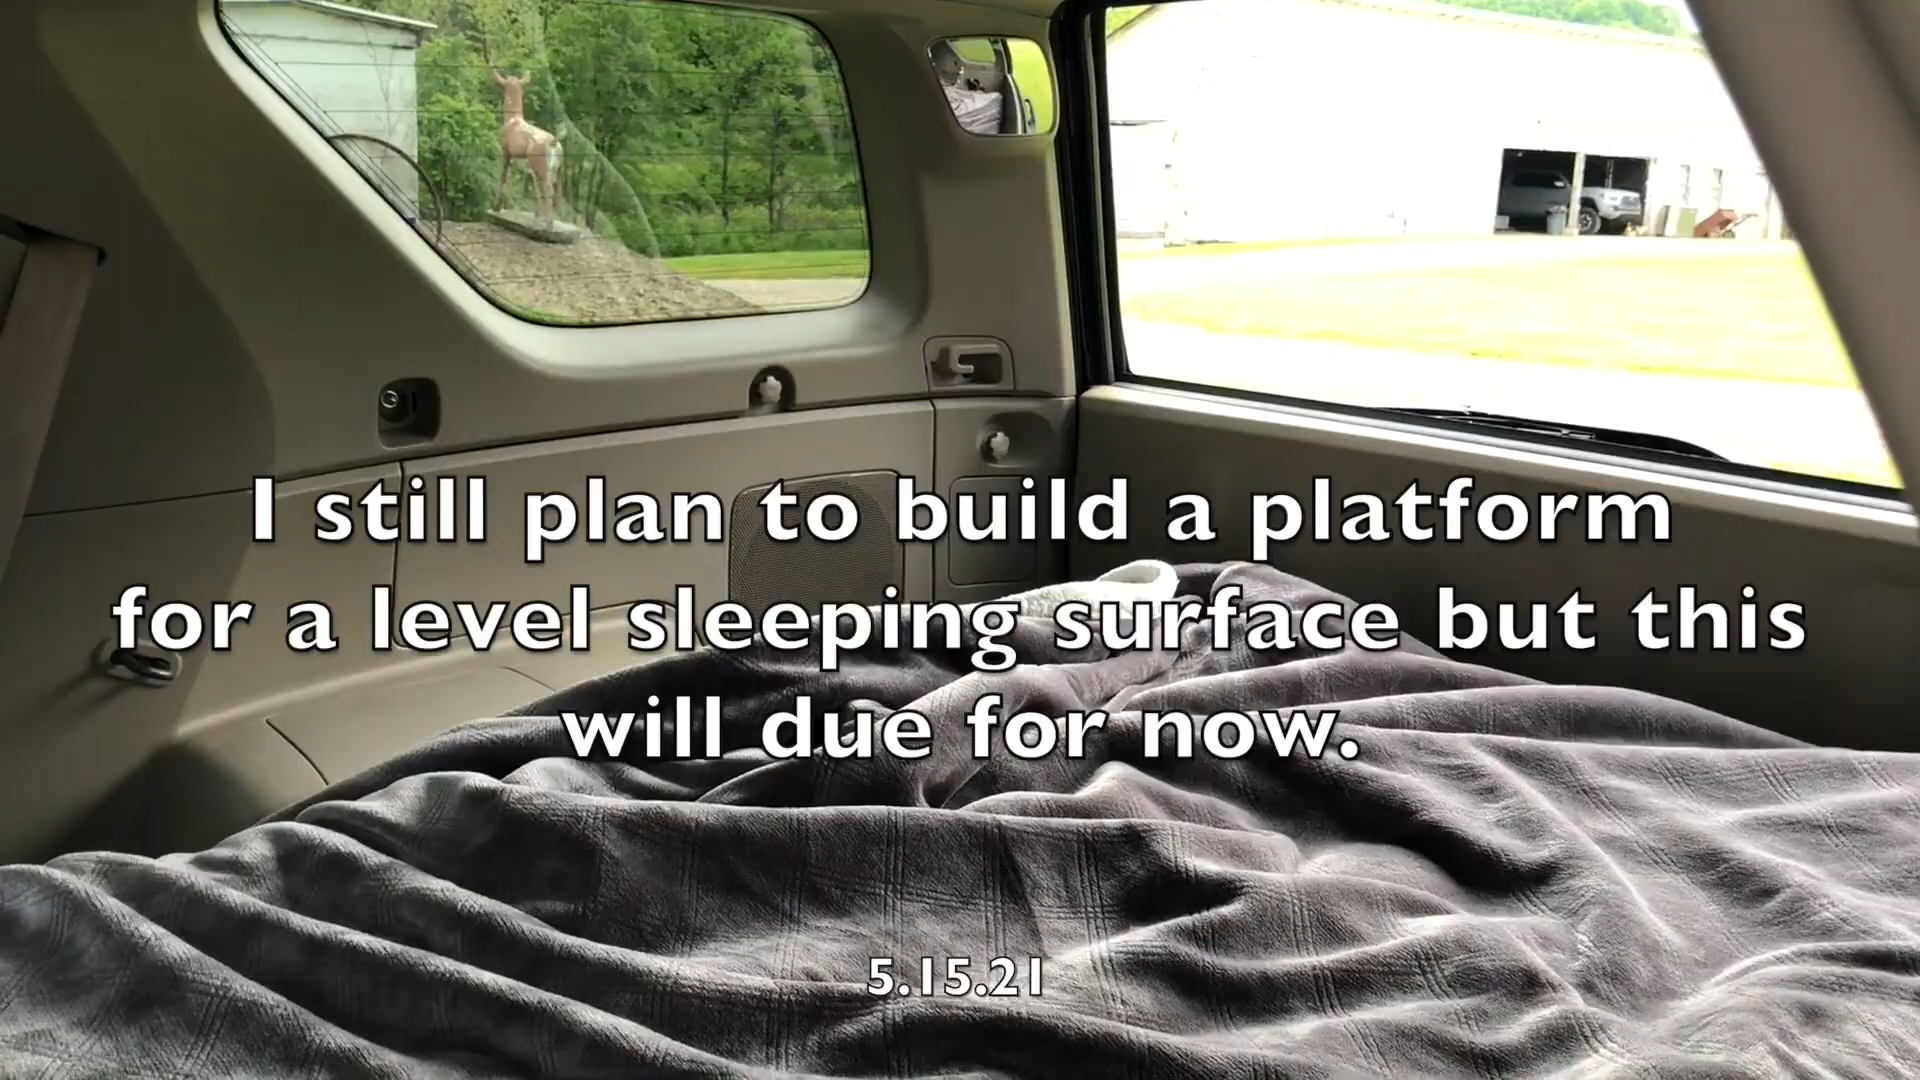 I still plan to build a platform
for a level sleeping surface but this
will due for now.
5.15.21